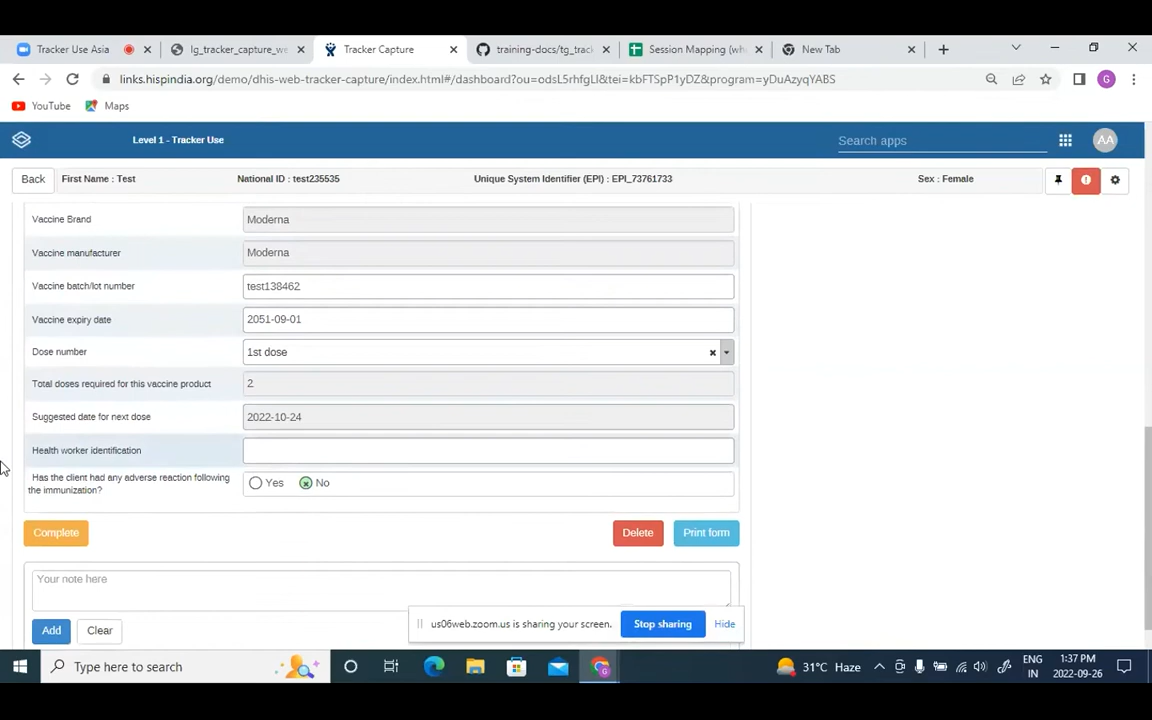 Tracker Use Asia
lg_tracker_capture_we
Tracker Capture
training-docs/tg_track
Session Mapping (wh
New Tab
links.hispindia.org/demo/dhis-web-tracker-capture/index.html#/dashboard?ou=odsL5rhfgLl&tei=kbFTSpP1yDZ&program=yDuAzyqYABS
YouTube
Maps
Level 1 - Tracker Use
Search apps
AA
Back
First Name : Test
National ID : test235535
Unique System Identifier (EPI) : EPI_73761733
Sex : Female
Vaccine Brand
Moderna
Vaccine manufacturer
Moderna
Vaccine batch/lot number
test138462
Vaccine expiry date
2051-09-01
Dose number
1st dose
Total doses required for this vaccine product
2
Suggested date for next dose
2022-10-24
Health worker identification
Has the client had any adverse reaction following
the immunization?
Yes
No
Complete
Delete
Print form
Your note here
us06web.zoom.us is sharing your screen.
Stop sharing
Hide
Add
Clear
Type here to search
31°C Haze
ENG
IN
1:37 PM
2022-09-26